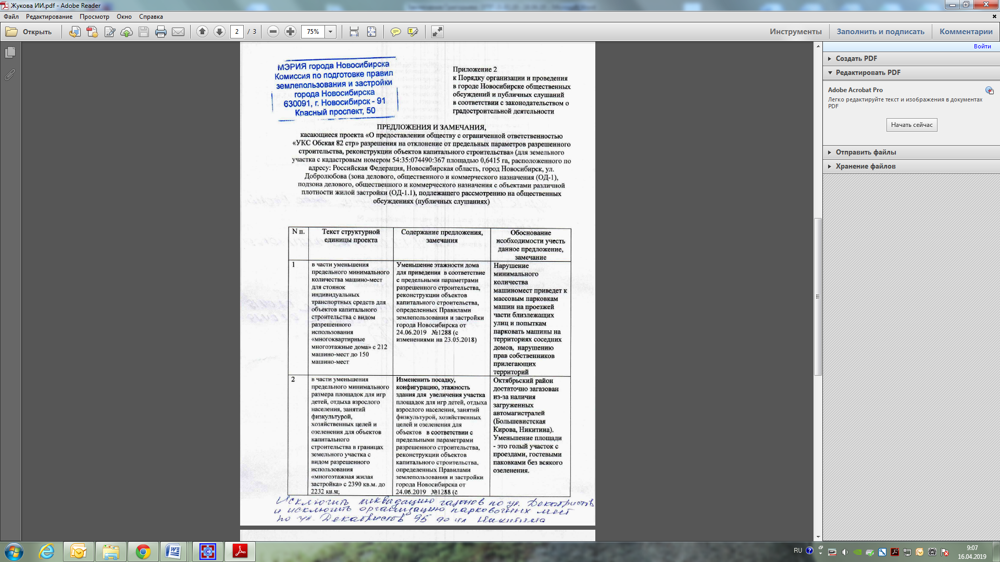 Жукова ИИ.pdf - Adobe Reader
Файл Редактирование Просмотр Окно Справка
Открыть 2 / 3 75% Инструменты Заполнить и подписать Комментарии
Войти
Создать PDF
Редактировать PDF
Adobe Acrobat Pro
Легко редактируйте текст и изображения в документах
PDF
Начать сейчас
Отправить файлы
Хранение файлов
МЭРИЯ города Новосибирска
Комиссия по подготовке правил
землепользования и застройки
города Новосибирска
630091, г. Новосибирск - 91
Красный проспект, 50
Приложение 2
к Порядку организации и проведения
в городе Новосибирске общественных
обсуждений и публичных слушаний
в соответствии с законодательством о
градостроительной деятельности
ПРЕДЛОЖЕНИЯ И ЗАМЕЧАНИЯ,
касающиеся проекта «О предоставлении обществу с ограниченной ответственностью
«УКС Обская 82 стр» разрешения на отклонение от предельных параметров разрешенного
строительства, реконструкции объектов капитального строительства» (для земельного
участка с кадастровым номером 54:35:074490:367 площадью 0,6415 га, расположенного по
адресу: Российская Федерация, Новосибирская область, город Новосибирск, ул.
Добролюбова (зона делового, общественного и коммерческого назначения (ОД-1),
подзона делового, общественного и коммерческого назначения с объектами различной
плотности жилой застройки (ОД-1.1), подлежащего рассмотрению на общественных
обсуждениях (публичных слушаниях)
N п.
Текст структурной
единицы проекта
Содержание предложения,
замечания
Обоснование
необходимости учесть
данное предложение,
замечание
1
в части уменьшения
предельного минимального
количества машино-мест
для стоянок
индивидуальных
транспортных средств для
объектов капитального
строительства с видом
разрешенного
использования
«многоквартирные
многоэтажные дома» с 212
машино-мест до 150
машино-мест
Уменьшение этажности дома
для приведения в соответствие
с предельными параметрами
разрешенного строительства,
реконструкции объектов
капитального строительства,
определенных Правилами
землепользования и застройки
города Новосибирска от
24.06.2019 №1288 (с
изменениями на 23.05.2018)
Нарушение
минимального
количества
машиномест приведет к
массовым парковкам
машин на проезжей
части близлежащих
улиц и попыткам
парковать машины на
территориях соседних
домов, нарушению
прав собственников
прилегающих
территорий
2
в части уменьшения
предельного минимального
размера площадок для игр
детей, отдыха взрослого
населения, занятий
физкультурой,
хозяйственных целей и
озеленения для объектов
капитального
строительства в границах
земельного участка с
видом разрешенного
использования
«многоэтажная жилая
застройка» с 2390 кв.м. до
2232 кв.м;
Изменить посадку,
конфигурацию, этажность
здания для увеличения участка
площадок для игр детей, отдыха
взрослого населения, занятий
физкультурой, хозяйственных
целей и озеленения для
объектов в соответствии с
предельными параметрами
разрешенного строительства,
реконструкции объектов
капитального строительства,
определенных Правилами
землепользования и застройки
города Новосибирска от
24.06.2019 №1288 (с
Октябрьский район
достаточно загазован
из-за наличия
загруженных
автомагистралей
(Большевистская
Кирова, Никитина).
Уменьшение площади
- это голый участок с
проездами, гостевыми
паковками без всякого
озеленения.
Исключить ликвидацию газонов по ул. Декабристов
и исключить организацию парковочных мест
по ул. Декабристов 95 до ул Никитина
RU
9:07
16.04.2019